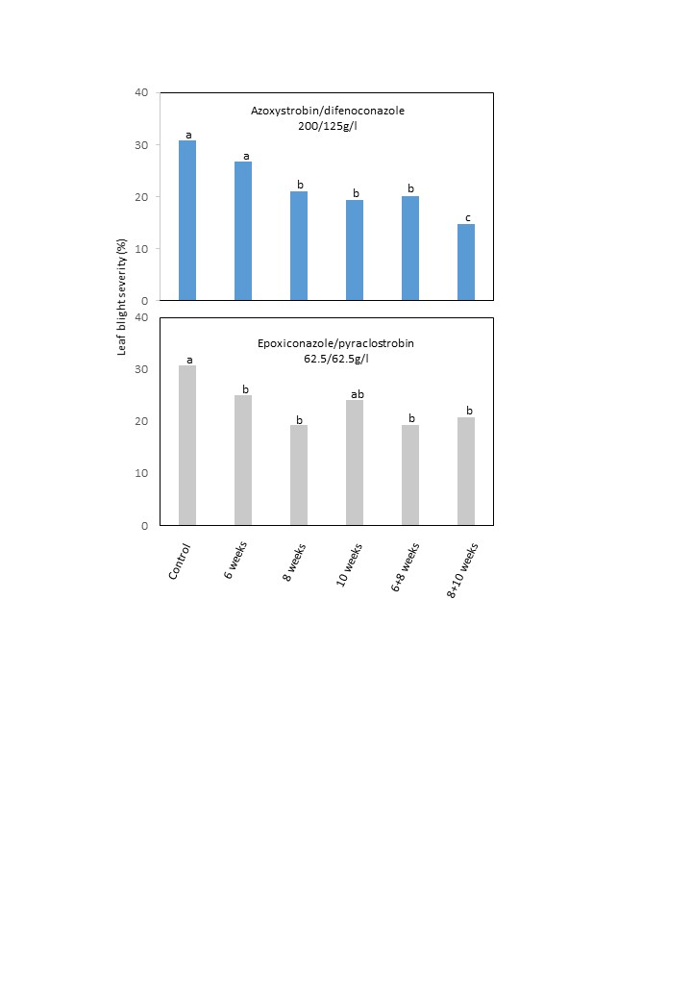 40
30
20
10
0
Azoxystrobin/difenoconazole
200/125g/l
a
a
b
b
b
c
Leaf blight severity (%)
40
30
20
10
0
Epoxiconazole/pyraclostrobin
62.5/62.5g/l
a
b
b
ab
b
b
Control
6 weeks
8 weeks
10 weeks
6+8 weeks
8+10 weeks